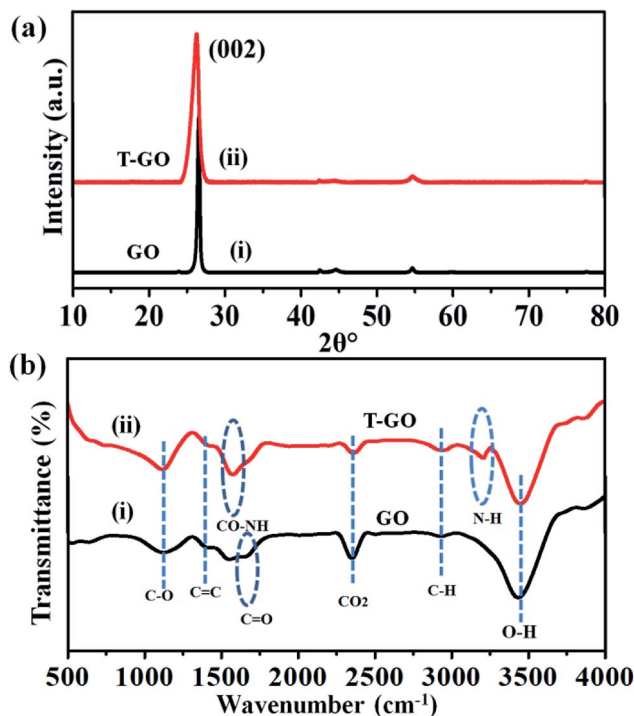 (a)
(002)
T-GO
(ii)
GO
(i)
Intensity (a.u.)
10 20 30 40 50 60 70 80
2θ°
(b)
(ii)
T-GO
CO-NH
N-H
(i)
GO
C-O
C=C
C=O
CO2
C-H
O-H
Transmittance (%)
500 1000 1500 2000 2500 3000 3500 4000
Wavenumber (cm⁻¹)